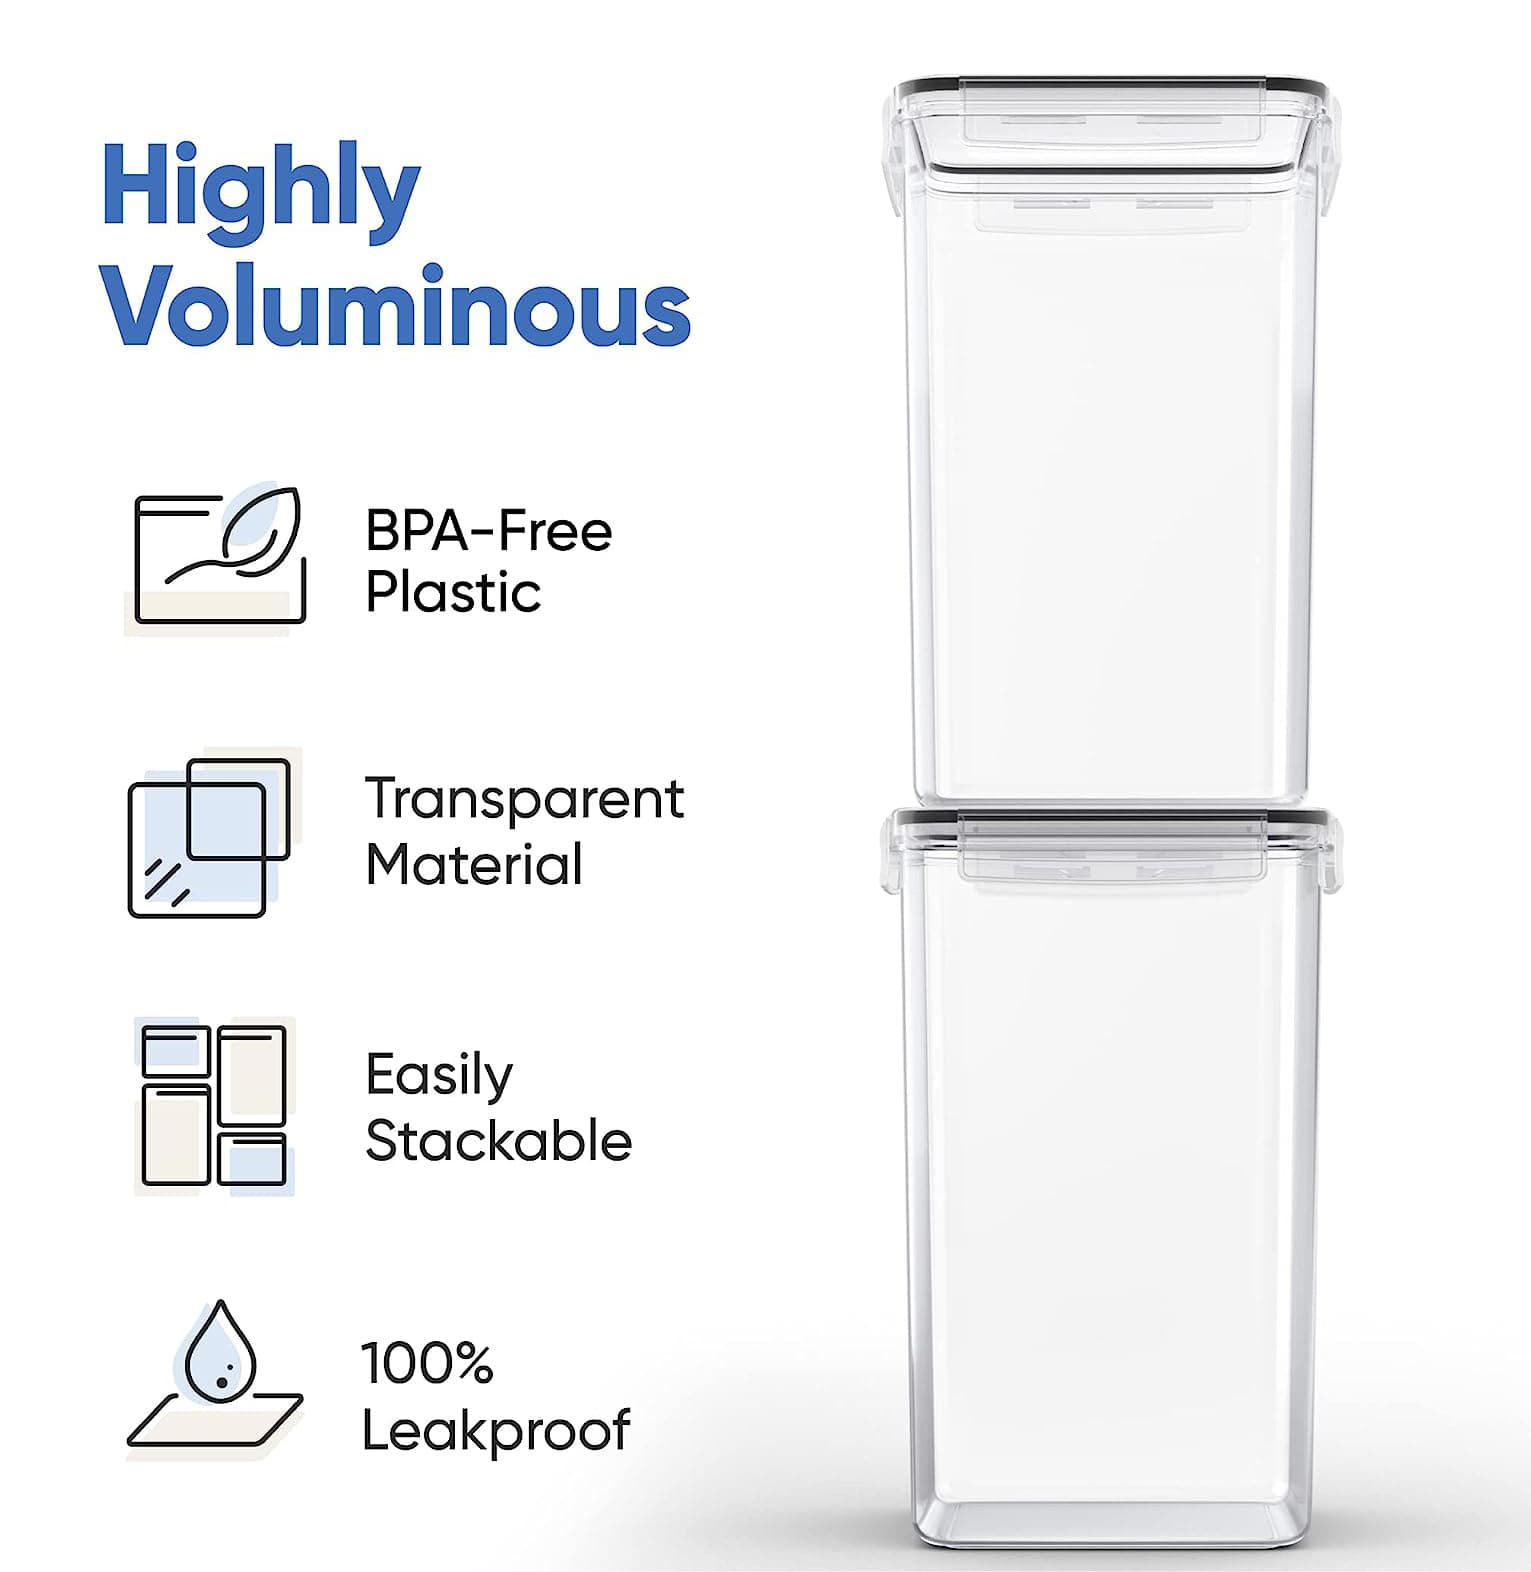 Highly
Voluminous
BPA-Free
Plastic
Transparent
Material
Easily
Stackable
100%
Leakproof